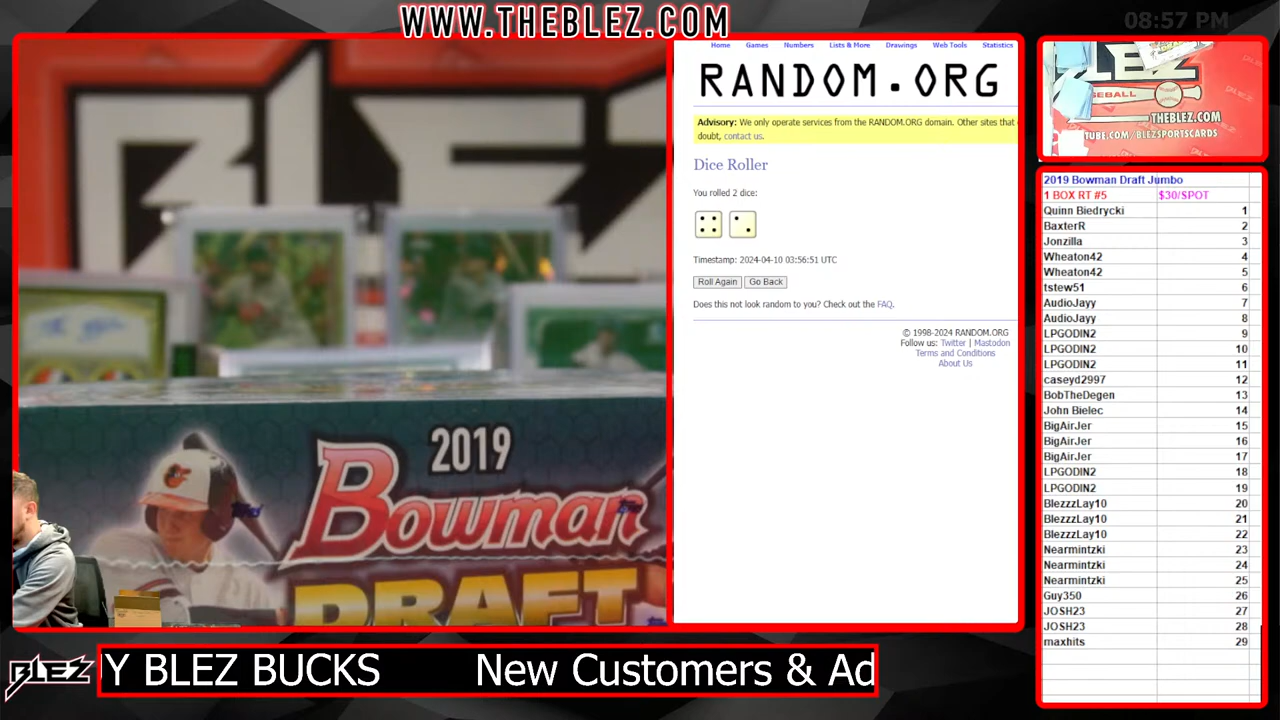 WWW.THEBLEZ.COM
08:57 PM
BLEZ
2019
Bowman
DRAFT
Home Games Numbers Lists & More Drawings Web Tools Statistics
RANDOM.ORG
Advisory: We only operate services from the RANDOM.ORG domain. Other sites that
doubt, contact us.
Dice Roller
You rolled 2 dice:
Timestamp: 2024-04-10 03:56:51 UTC
Roll Again Go Back
Does this not look random to you? Check out the FAQ.
© 1998-2024 RANDOM.ORG
Follow us: Twitter | Mastodon
Terms and Conditions
About Us
LEZ
BASEBALL
THEBLEZ.COM
TUBE.COM/BLEZSPORTSCARDS
2019 Bowman Draft Jumbo
1 BOX RT #5 $30/SPOT
Quinn Biedrycki 1
BaxterR 2
Jonzilla 3
Wheaton42 4
Wheaton42 5
tstew51 6
AudioJayy 7
AudioJayy 8
LPGODIN2 9
LPGODIN2 10
LPGODIN2 11
caseyd2997 12
BobTheDegen 13
John Bielec 14
BigAirJer 15
BigAirJer 16
BigAirJer 17
LPGODIN2 18
LPGODIN2 19
BlezzzLay10 20
BlezzzLay10 21
BlezzzLay10 22
Nearmintzki 23
Nearmintzki 24
Nearmintzki 25
Guy350 26
JOSH23 27
JOSH23 28
maxhits 29
BLEZ
Y BLEZ BUCKS New Customers & Ad